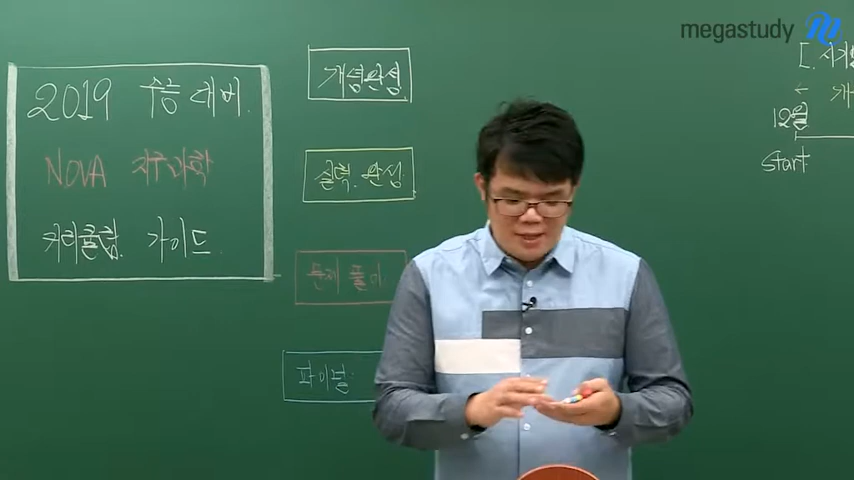 megastudy
2019 수능 대비.
NOVA 지구과학
커리큘럼. 가이드.
개념완성.
실력. 완성.
문제 풀이.
파이널.
12월
start